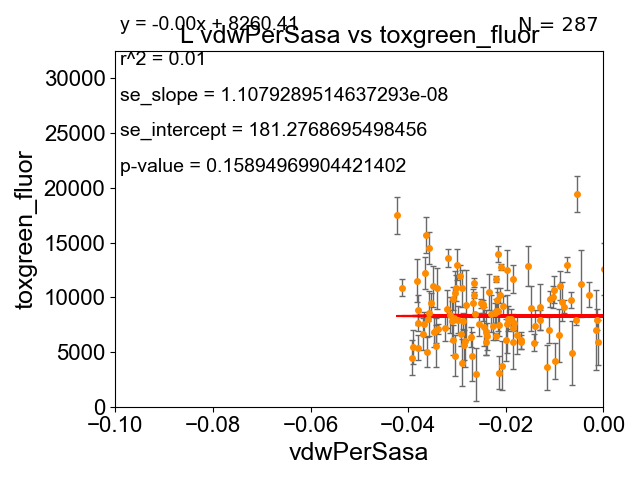 y = -0.00x + 8260.41
N = 287
L vdwPerSasa vs toxgreen_fluor
r^2 = 0.01
se_slope = 1.1079289514637293e-08
se_intercept = 181.2768695498456
p-value = 0.15894969904421402
toxgreen_fluor
30000
25000
20000
15000
10000
5000
0
−0.10
−0.08
−0.06
−0.04
−0.02
0.00
vdwPerSasa